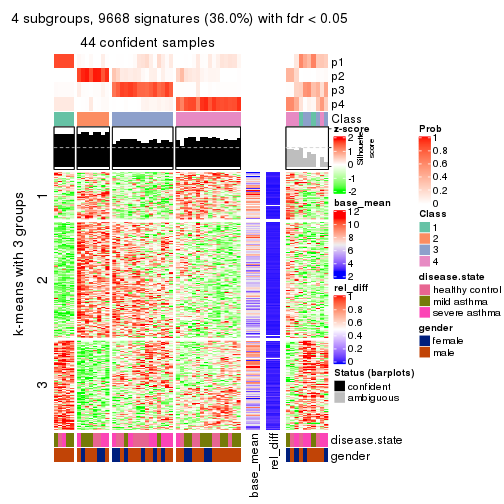 4 subgroups, 9668 signatures (36.0%) with fdr < 0.05
44 confident samples
p1
p2
p3
p4
Class
Silhouette score
1
2
3
k-means with 3 groups
base_mean
rel_diff
disease.state
gender
z-score
2
1
0
-1
-2
base_mean
12
10
8
6
4
2
rel_diff
1
0.8
0.6
0.4
0.2
0
Status (barplots)
confident
ambiguous
Prob
1
0.8
0.6
0.4
0.2
0
Class
1
2
3
4
disease.state
healthy control
mild asthma
severe asthma
gender
female
male